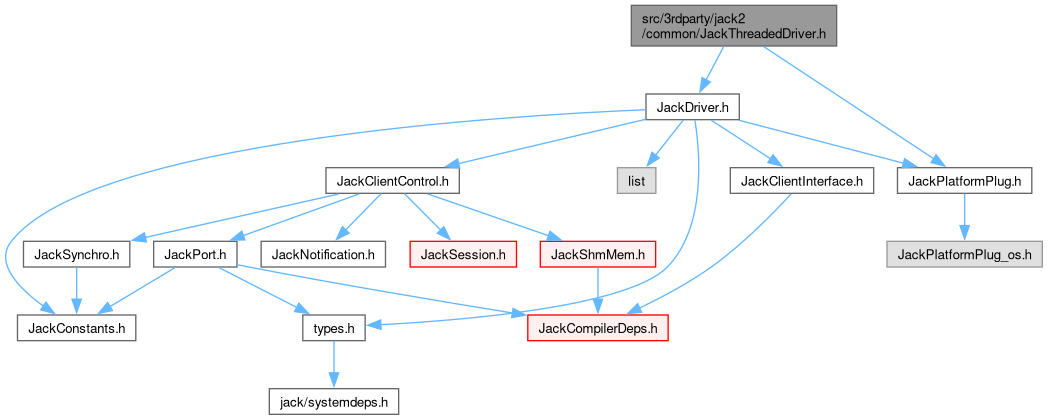 src/3rdparty/jack2
/common/JackThreadedDriver.h
JackDriver.h
JackClientControl.h
list
JackClientInterface.h
JackPlatformPlug.h
JackSynchro.h
JackPort.h
JackNotification.h
JackSession.h
JackShmMem.h
JackPlatformPlug_os.h
JackConstants.h
types.h
JackCompilerDeps.h
jack/systemdeps.h